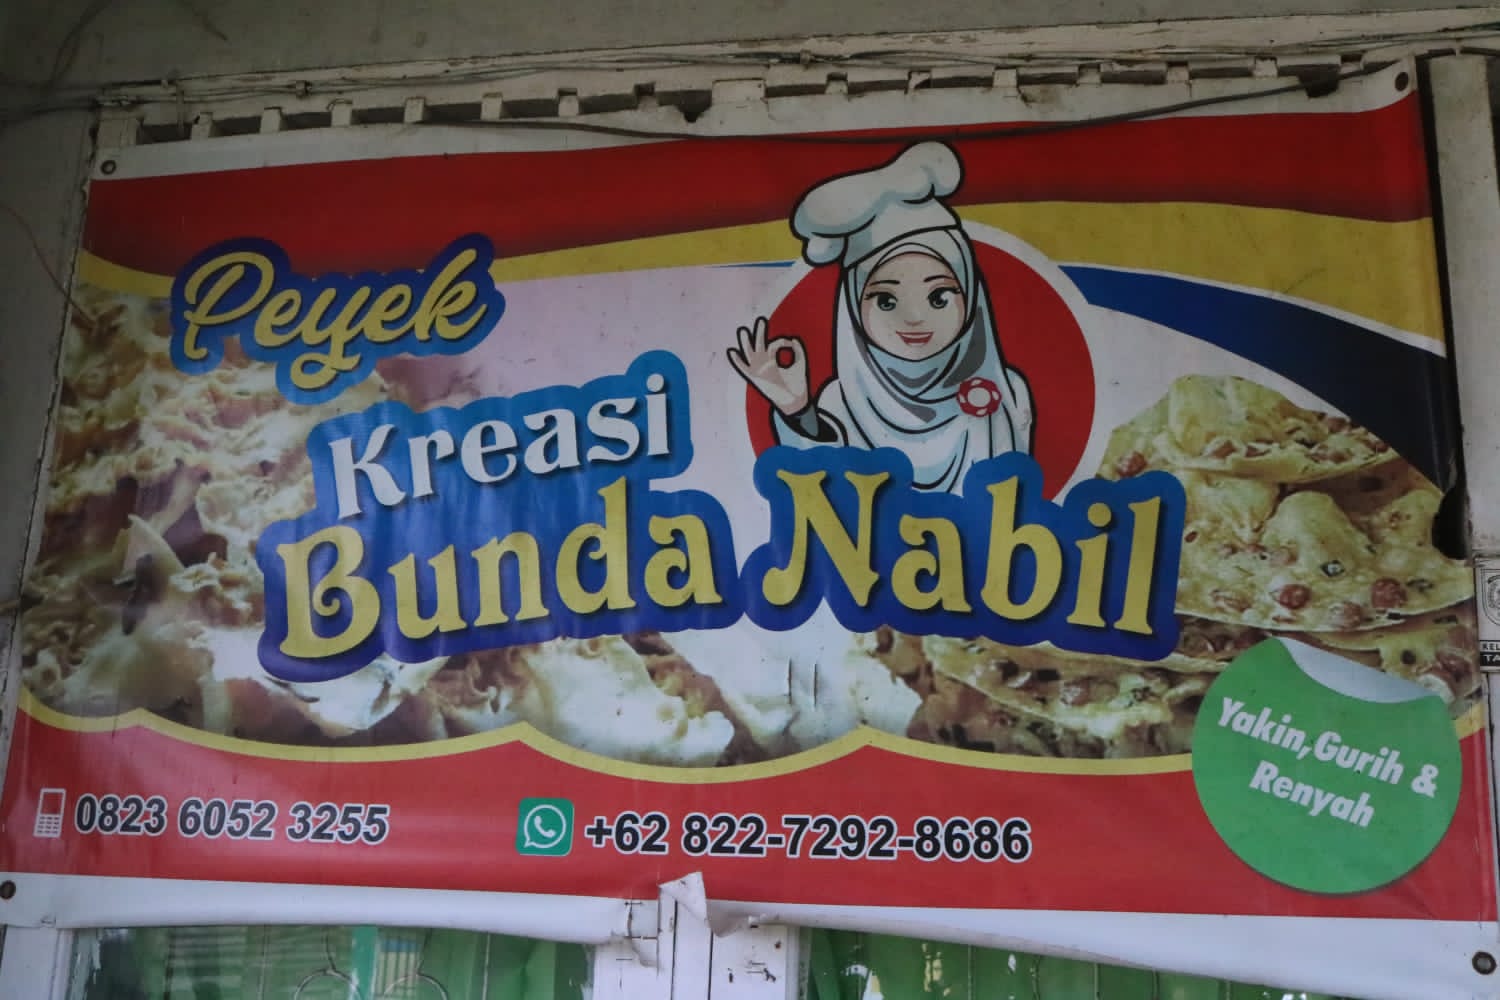 Peyek
Kreasi
Bunda Nabil
Yakin, Gurih &
Renyah
0823 6052 3255
+62 822-7292-8686